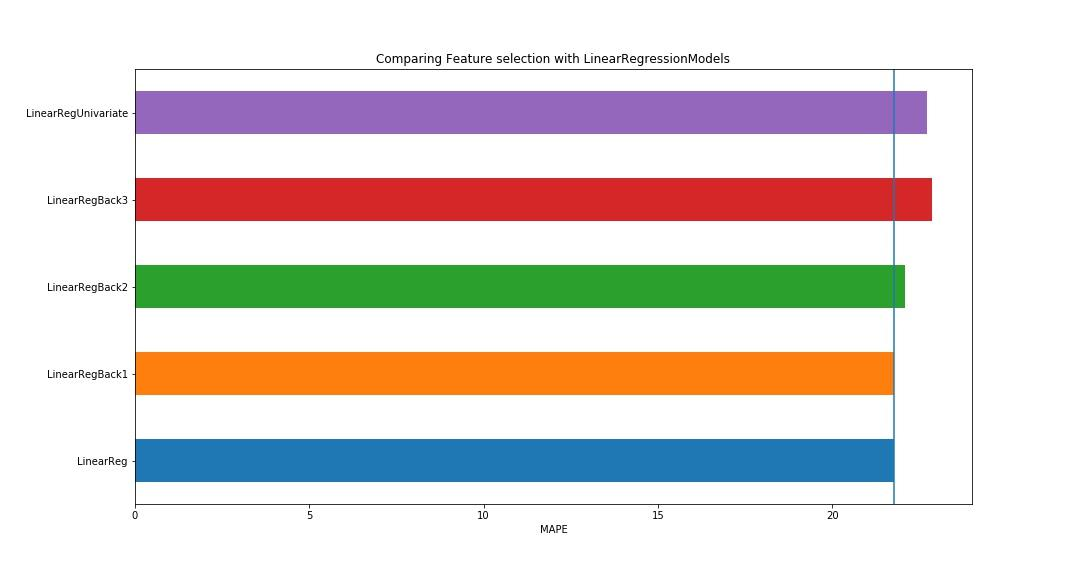 Comparing Feature selection with LinearRegressionModels
LinearRegUnivariate
LinearRegBack3
LinearRegBack2
LinearRegBack1
LinearReg
0 5 10 15 20
MAPE